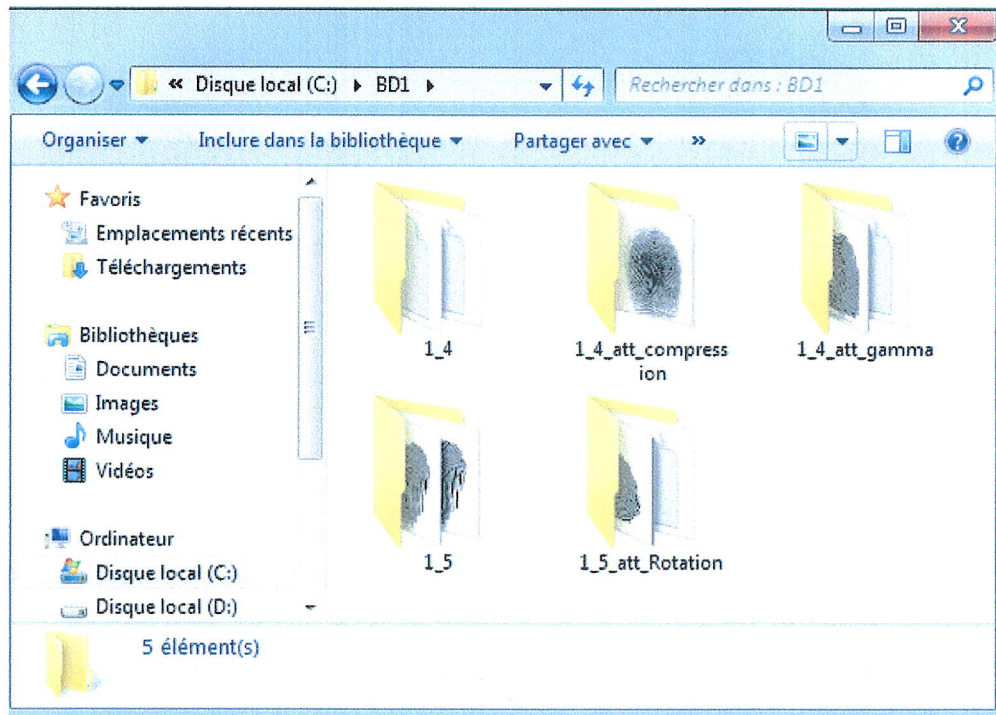 « Disque local (C:) ▸ BD1 ▸
Rechercher dans : BD1
Organiser
Inclure dans la bibliothèque
Partager avec
»
Favoris
Emplacements récents
Téléchargements
Bibliothèques
Documents
Images
Musique
Vidéos
Ordinateur
Disque local (C:)
Disque local (D:)
1_4
1_4_att_compress
ion
1_4_att_gamma
1_5
1_5_att_Rotation
5 élément(s)